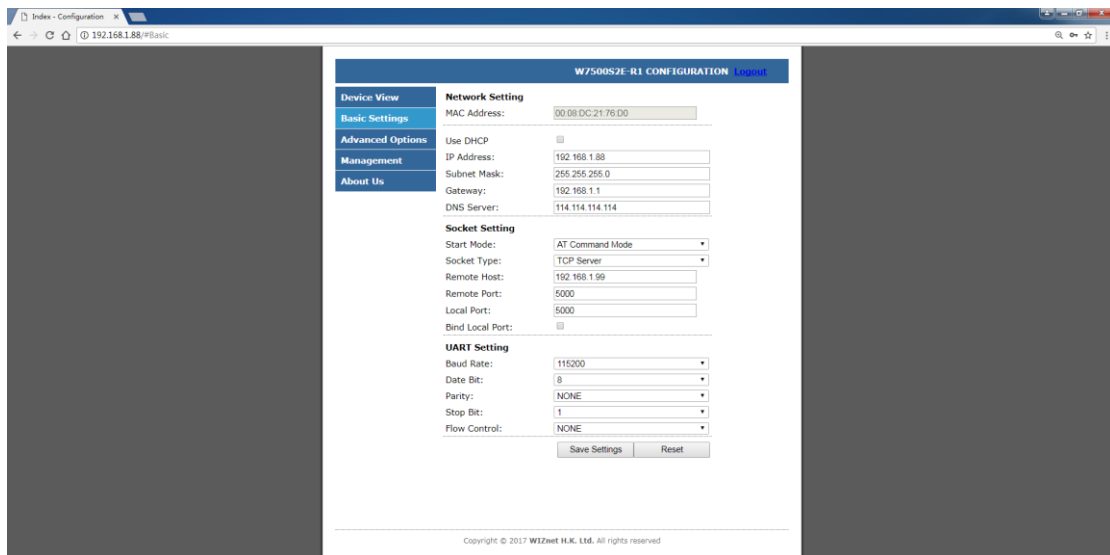 Index - Configuration
192.168.1.88/#Basic
W7500S2E-R1 CONFIGURATION Logout
Device View
Basic Settings
Advanced Options
Management
About Us
Network Setting
MAC Address: 00:08:DC:21:76:D0
Use DHCP
IP Address: 192.168.1.88
Subnet Mask: 255.255.255.0
Gateway: 192.168.1.1
DNS Server: 114.114.114.114
Socket Setting
Start Mode: AT Command Mode
Socket Type: TCP Server
Remote Host: 192.168.1.99
Remote Port: 5000
Local Port: 5000
Bind Local Port:
UART Setting
Baud Rate: 115200
Date Bit: 8
Parity: NONE
Stop Bit: 1
Flow Control: NONE
Save Settings Reset
Copyright © 2017 WIZnet H.K. Ltd. All rights reserved